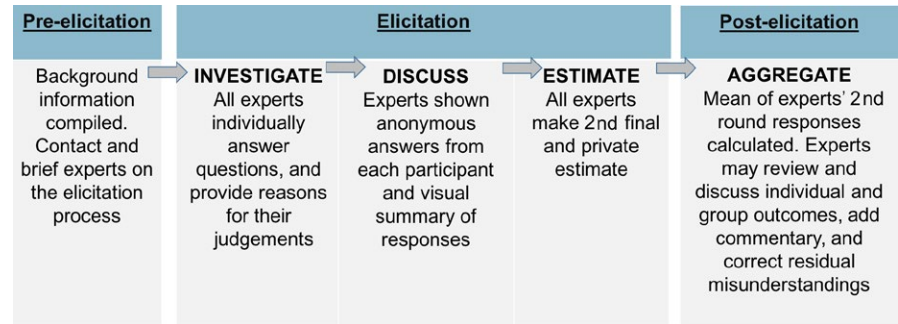 Pre-elicitation
Background
information
compiled.
Contact and
brief experts on
the elicitation
process
Elicitation
INVESTIGATE
All experts
individually
answer
questions, and
provide reasons
for their
judgements
DISCUSS
Experts shown
anonymous
answers from
each participant
and visual
summary of
responses
ESTIMATE
All experts
make 2nd final
and private
estimate
Post-elicitation
AGGREGATE
Mean of experts' 2nd
round responses
calculated. Experts
may review and
discuss individual and
group outcomes, add
commentary, and
correct residual
misunderstandings